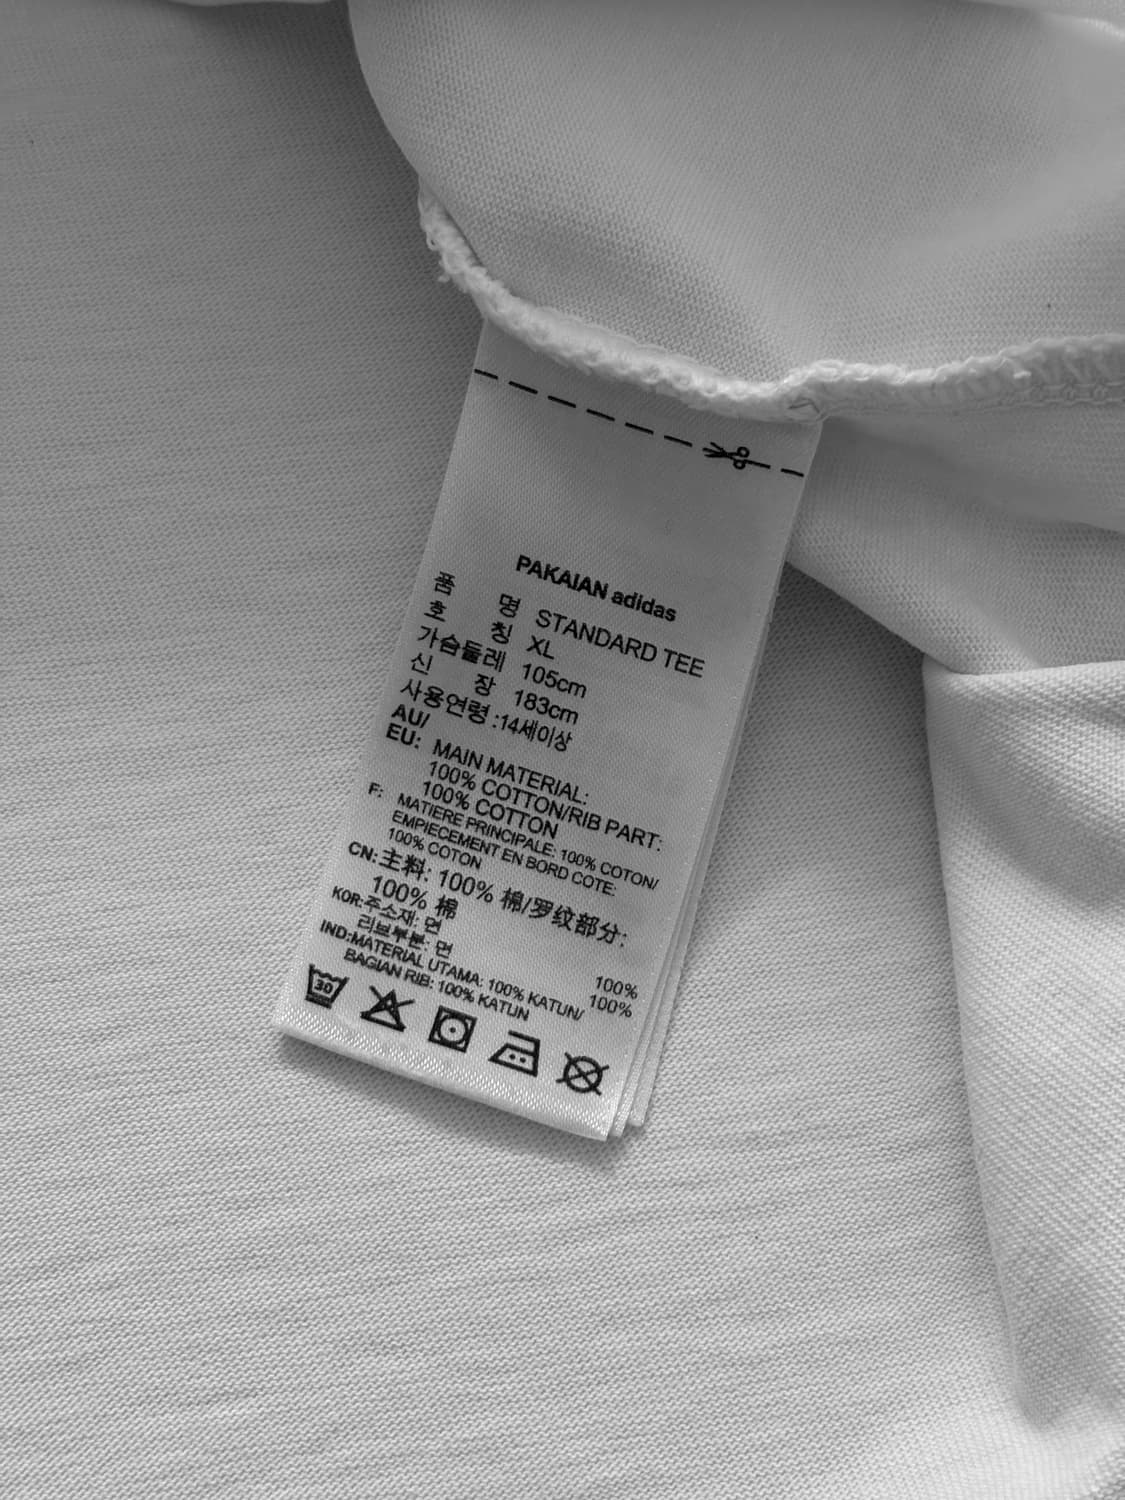 PAKAIAN adidas
품 명 STANDARD TEE
호 칭 XL
가슴둘레 105cm
신 장 183cm
사용연령 :14세이상
AU/
EU: MAIN MATERIAL:
100% COTTON/RIB PART:
100% COTTON
F: MATIERE PRINCIPALE: 100% COTON/
EMPIECEMENT EN BORD COTE:
100% COTON
CN:主料: 100% 棉/罗纹部分:
100% 棉
KOR:주소재: 면 100%
리브부분: 면 100%
IND:MATERIAL UTAMA: 100% KATUN/
BAGIAN RIB: 100% KATUN
30